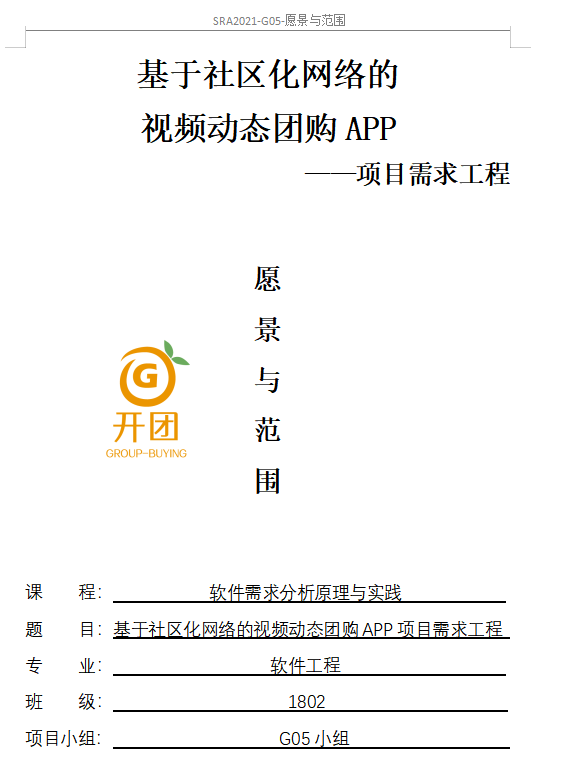 SRA2021-G05-愿景与范围
基于社区化网络的
视频动态团购 APP
——项目需求工程
愿
景
与
范
围
G
开团
GROUP-BUYING
课 程： 软件需求分析原理与实践
题 目：基于社区化网络的视频动态团购 APP 项目需求工程
专 业： 软件工程
班 级： 1802
项目小组: G05 小组